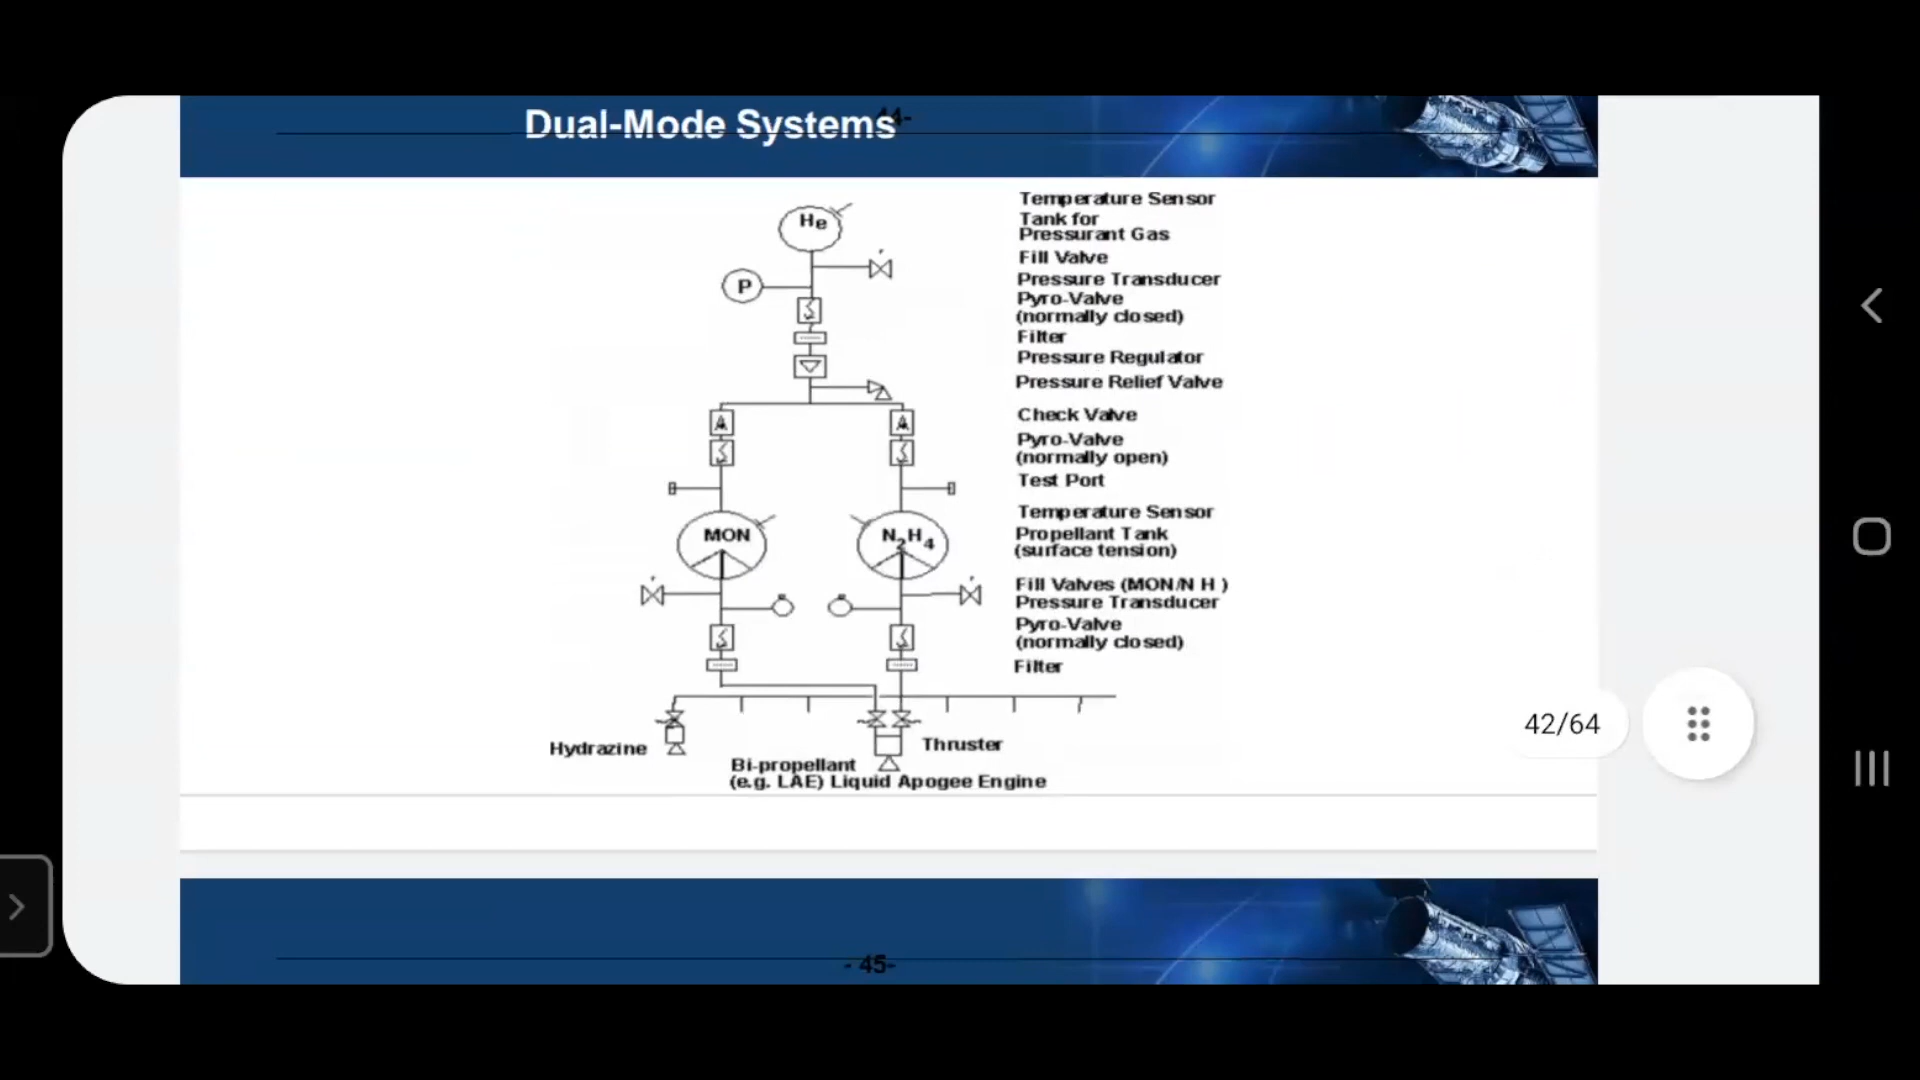 44-
Dual-Mode Systems
He
P
A
A
MON
N2H4
Temperature Sensor
Tank for
Pressurant Gas
Fill Valve
Pressure Transducer
Pyro-Valve
(normally closed)
Filter
Pressure Regulator
Pressure Relief Valve
Check Valve
Pyro-Valve
(normally open)
Test Port
Temperature Sensor
Propellant Tank
(surface tension)
Fill Valves (MON/N H )
Pressure Transducer
Pyro-Valve
(normally closed)
Filter
Hydrazine
Thruster
Bi-propellant
(e.g. LAE) Liquid Apogee Engine
42/64
- 45-